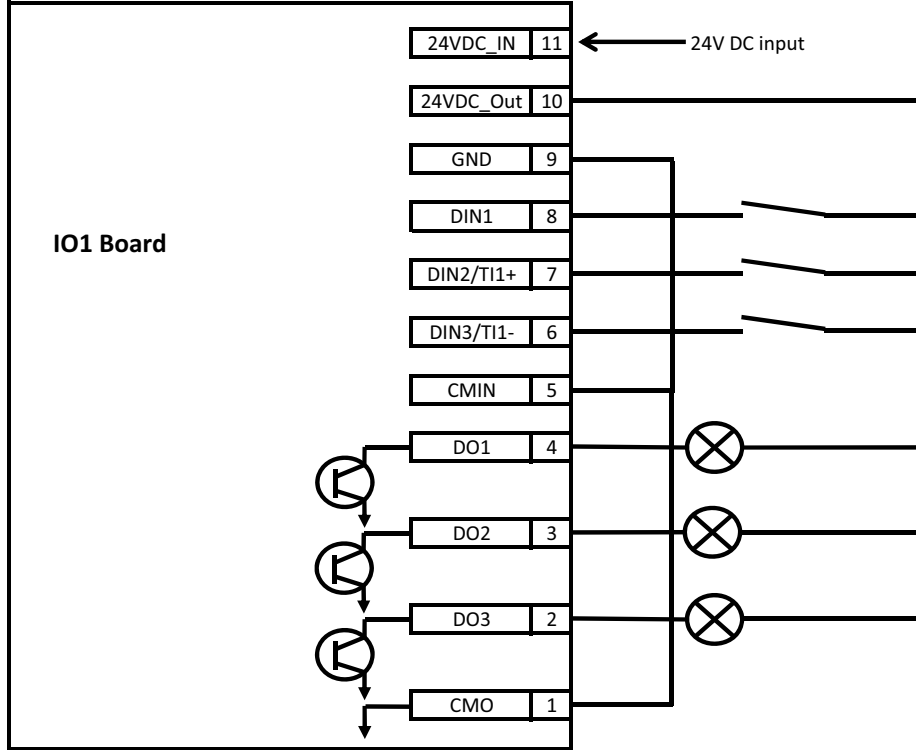 24VDC_IN 11 24V DC input
24VDC_Out 10
GND 9
DIN1 8
IO1 Board
DIN2/TI1+ 7
DIN3/TI1- 6
CMIN 5
DO1 4
DO2 3
DO3 2
CMO 1